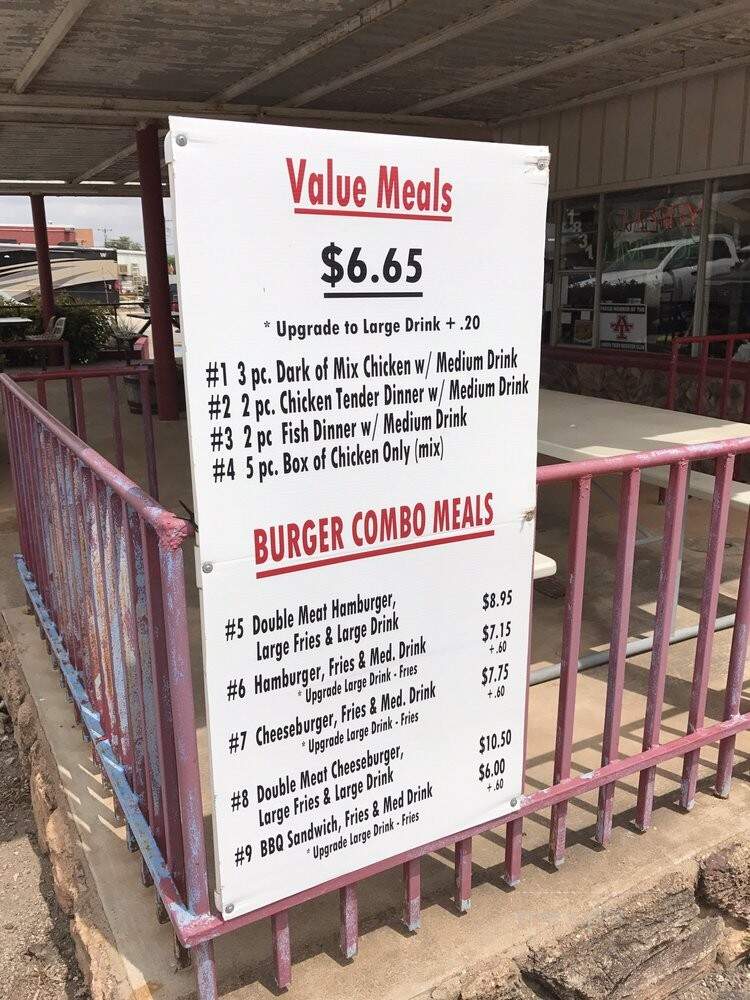 Value Meals
$6.65
* Upgrade to Large Drink + .20
#1 3 pc. Dark of Mix Chicken w/ Medium Drink
#2 2 pc. Chicken Tender Dinner w/ Medium Drink
#3 2 pc Fish Dinner w/ Medium Drink
#4 5 pc. Box of Chicken Only (mix)
BURGER COMBO MEALS
#5 Double Meat Hamburger, $8.95
Large Fries & Large Drink
#6 Hamburger, Fries & Med. Drink $7.15
* Upgrade Large Drink - Fries +.60
#7 Cheeseburger, Fries & Med. Drink $7.75
* Upgrade Large Drink - Fries +.60
#8 Double Meat Cheeseburger, $10.50
Large Fries & Large Drink
#9 BBQ Sandwich, Fries & Med Drink $6.00
* Upgrade Large Drink - Fries +.60